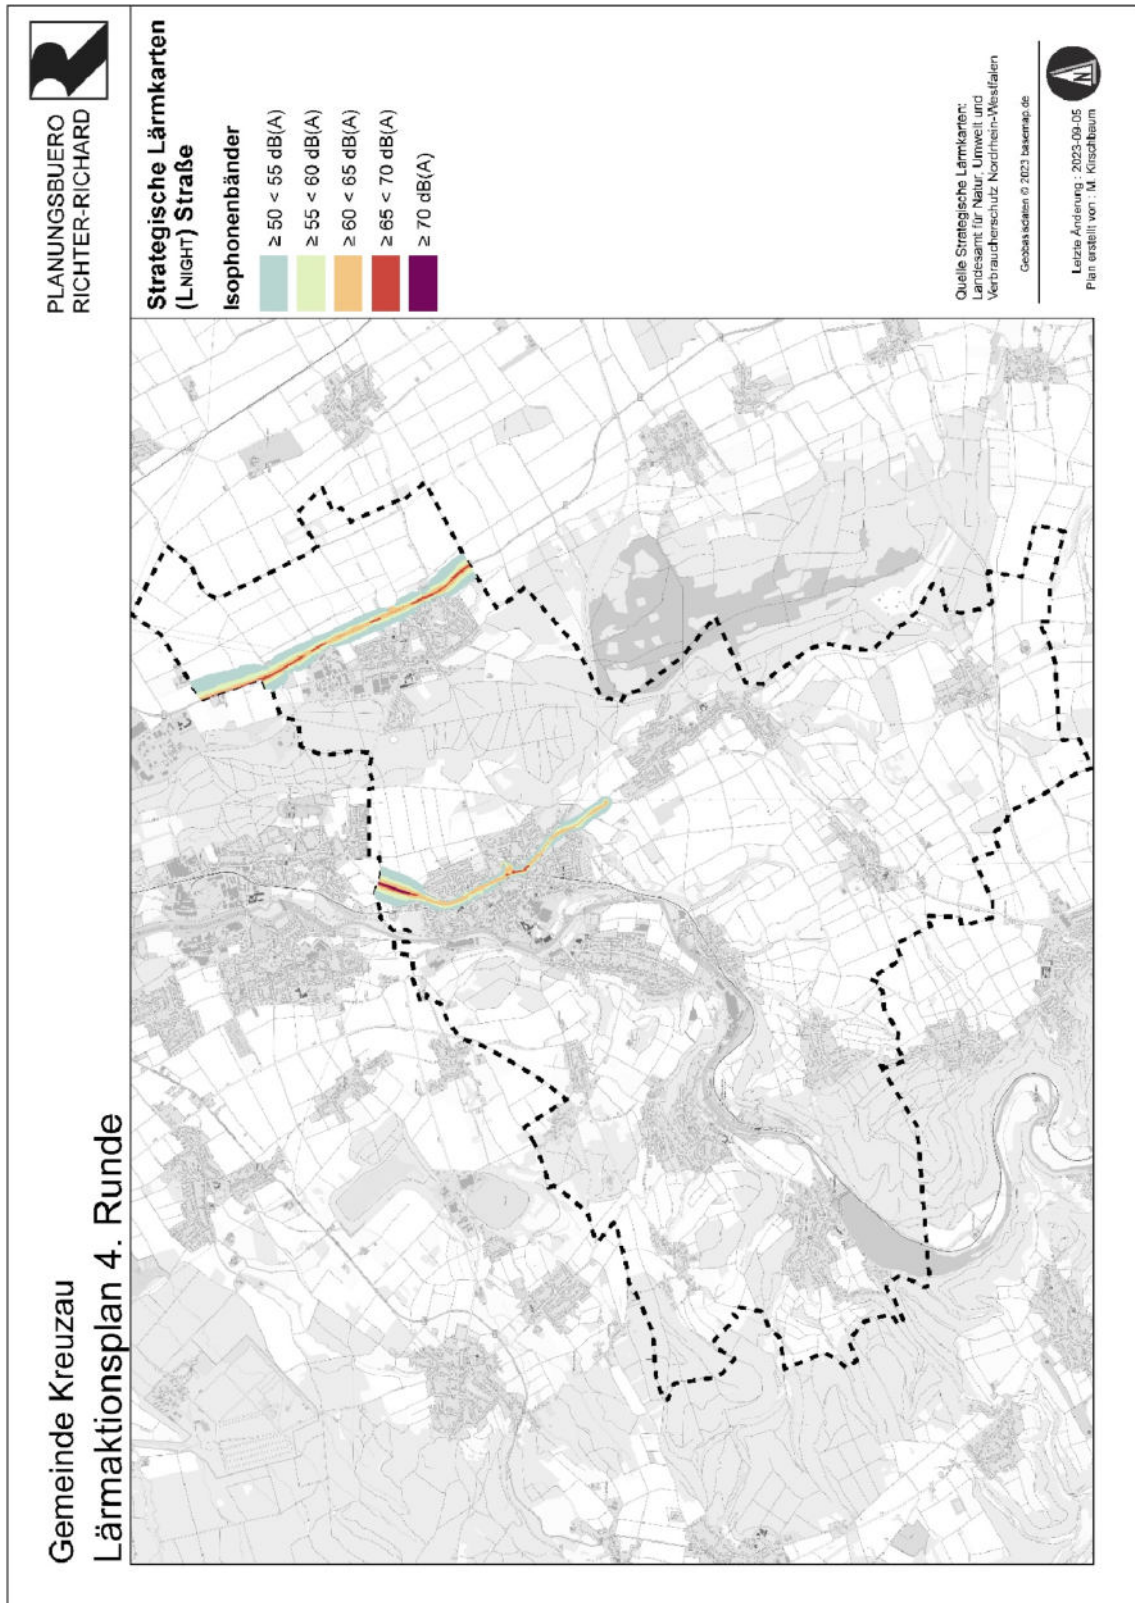 Gemeinde Kreuzau
Lärmaktionsplan 4. Runde
PLANUNGSBUERO
RICHTER-RICHARD
Strategische Lärmkarten
(LNIGHT) Straße
Isophonenbänder
≥ 50 < 55 dB(A)
≥ 55 < 60 dB(A)
≥ 60 < 65 dB(A)
≥ 65 < 70 dB(A)
≥ 70 dB(A)
Quelle Strategische Lärmkarten:
Landesamt für Natur, Umwelt und
Verbraucherschutz Nordrhein-Westfalen
Geobasisdaten © 2023 basemap.de
N
Letzte Änderung : 2023-09-05
Plan erstellt von : M. Kirschbaum